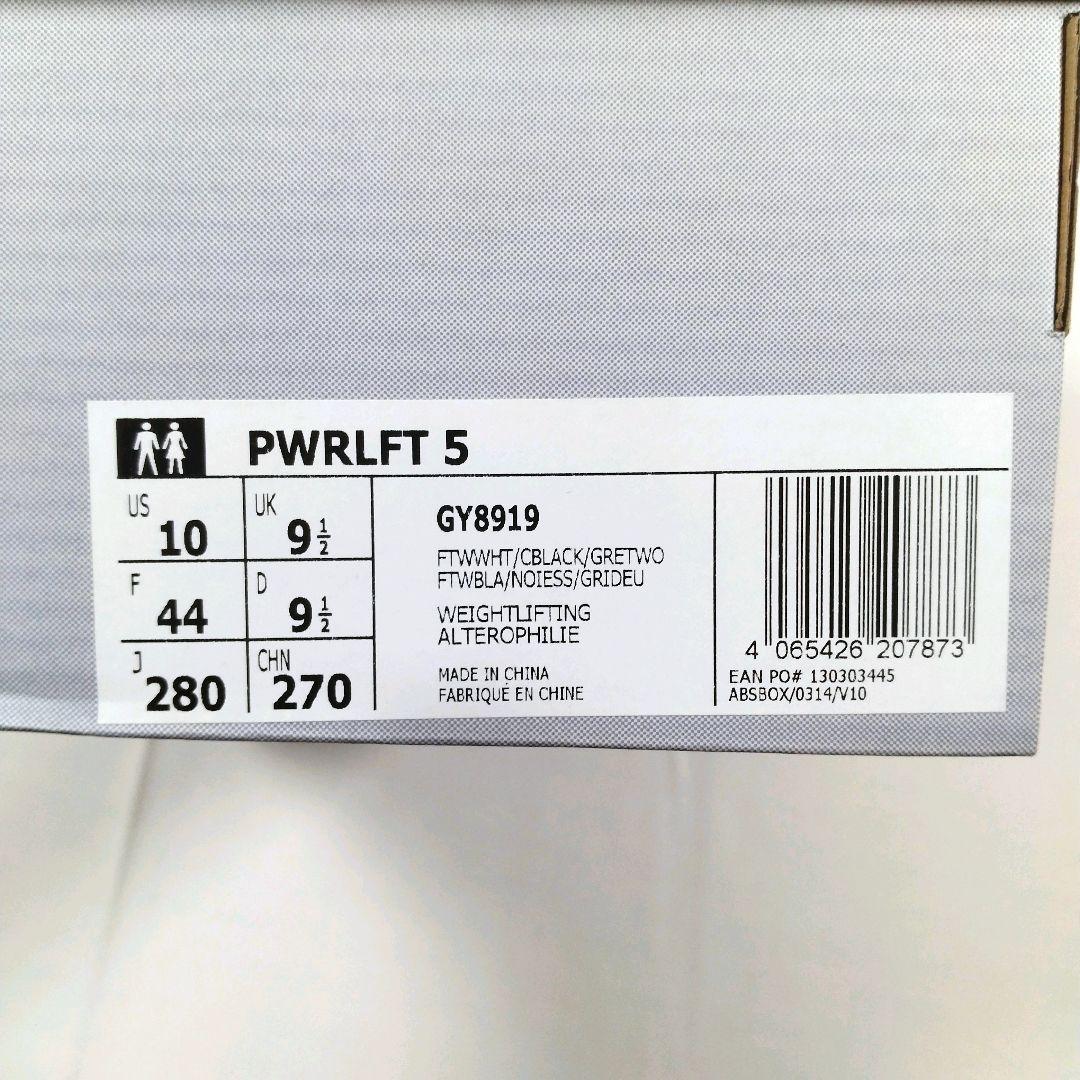 PWRLFT 5
US 10
UK 9 1/2
F 44
D 9 1/2
J 280
CHN 270
GY8919
FTWWHT/CBLACK/GRETWO
FTWBLA/NOIESS/GRIDEU
WEIGHTLIFTING
ALTEROPHILIE
MADE IN CHINA
FABRIQUÉ EN CHINE
4 065426 207873
EAN PO# 130303445
ABSBOX/0314/V10